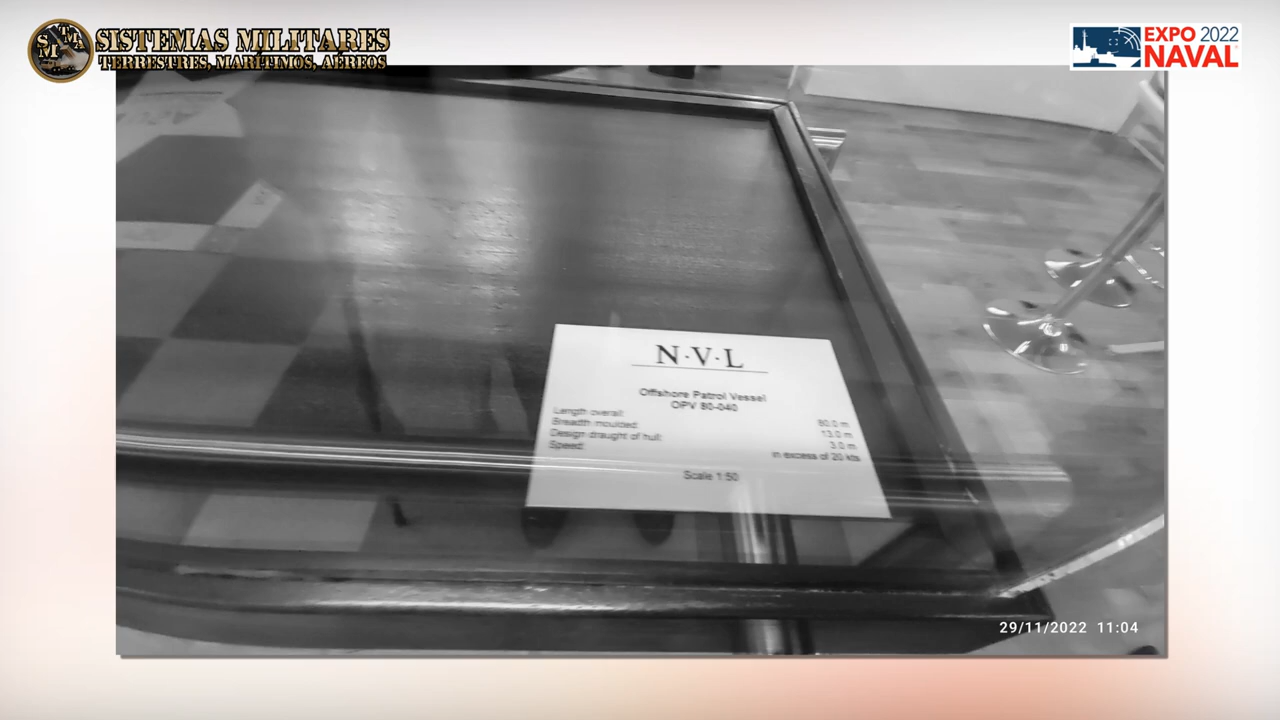 SISTEMAS MILITARES
TERRESTRES, MARÍTIMOS, AÉREOS
EXPO 2022
NAVAL
N·V·L
Offshore Patrol Vessel
OPV 80-040
Length overall: 80.0 m
Breadth moulded: 13.0 m
Design draught of hull: 3.0 m
Speed: in excess of 20 kts
Scale 1:50
29/11/2022 11:04